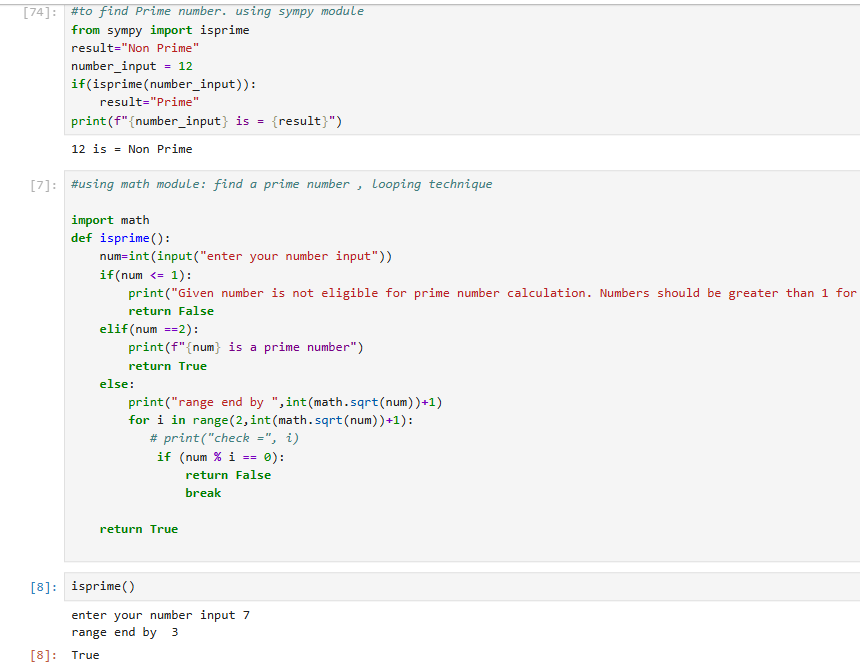 [74]: #to find Prime number. using sympy module
from sympy import isprime
result="Non Prime"
number_input = 12
if(isprime(number_input)):
    result="Prime"
print(f"{number_input} is = {result}")
12 is = Non Prime
[7]: #using math module: find a prime number , looping technique
import math
def isprime():
    num=int(input("enter your number input"))
    if(num <= 1):
        print("Given number is not eligible for prime number calculation. Numbers should be greater than 1 for
        return False
    elif(num ==2):
        print(f"{num} is a prime number")
        return True
    else:
        print("range end by ",int(math.sqrt(num))+1)
        for i in range(2,int(math.sqrt(num))+1):
           # print("check =", i)
            if (num % i == 0):
                return False
                break
    return True
[8]: isprime()
enter your number input 7
range end by  3
[8]: True